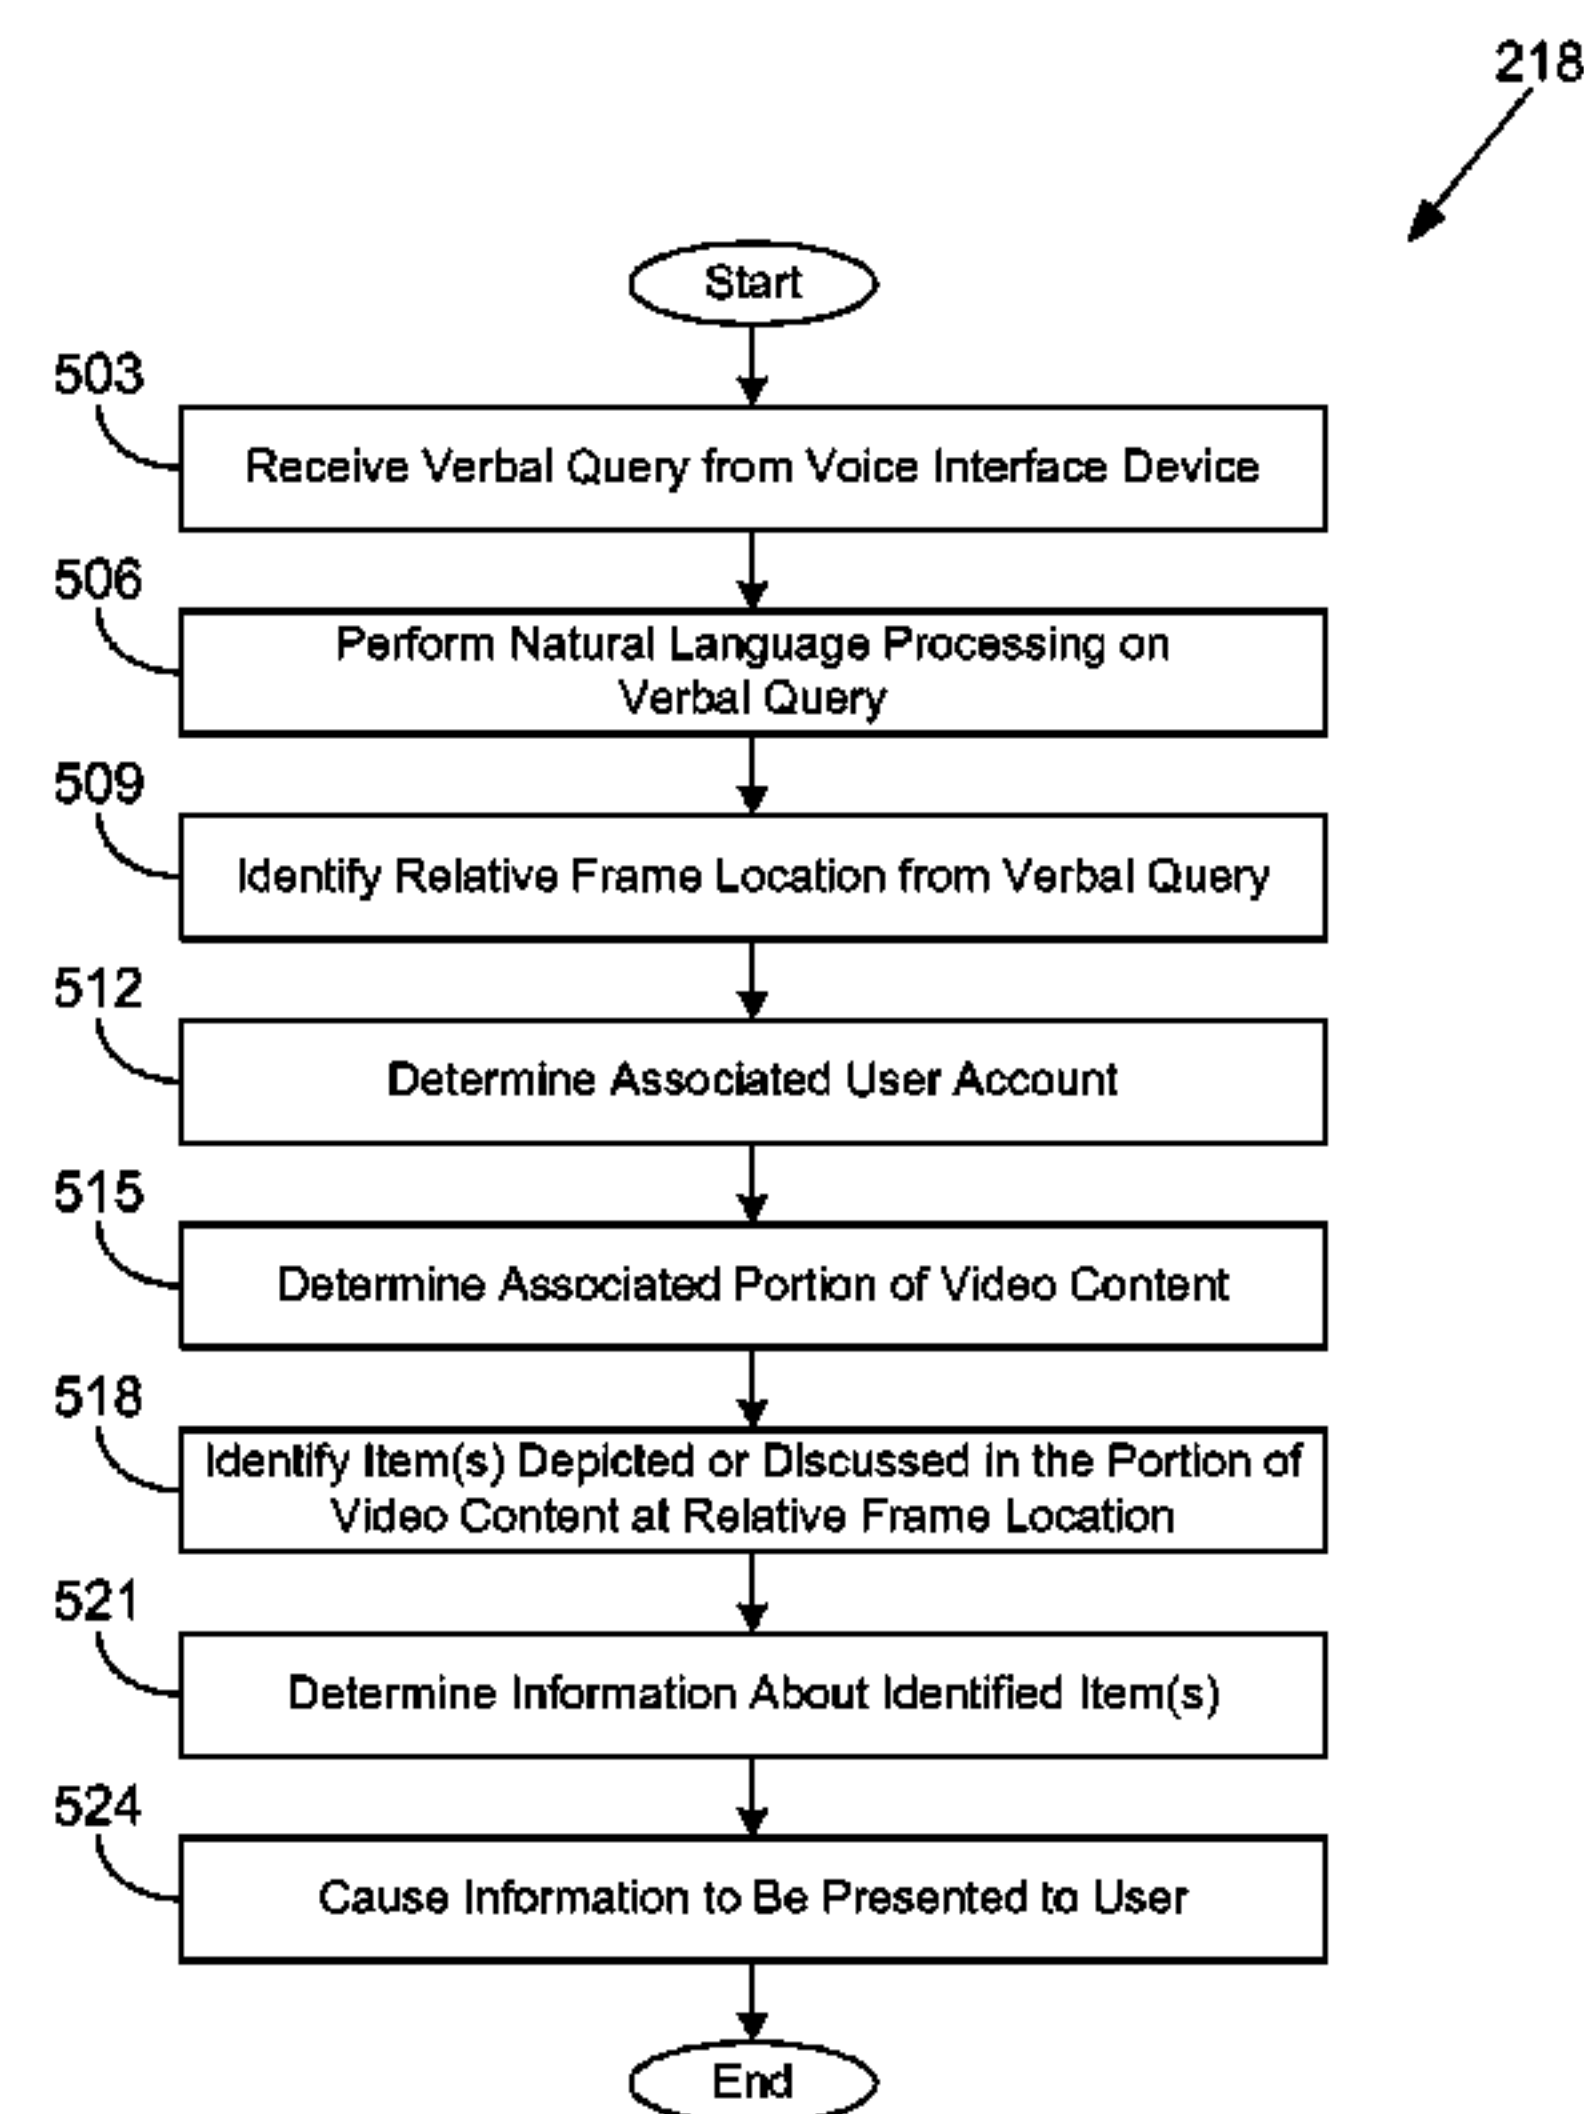 218
Start
503
Receive Verbal Query from Voice Interface Device
506
Perform Natural Language Processing on
Verbal Query
509
Identify Relative Frame Location from Verbal Query
512
Determine Associated User Account
515
Determine Associated Portion of Video Content
518
Identify Item(s) Depicted or Discussed in the Portion of
Video Content at Relative Frame Location
521
Determine Information About Identified Item(s)
524
Cause Information to Be Presented to User
End